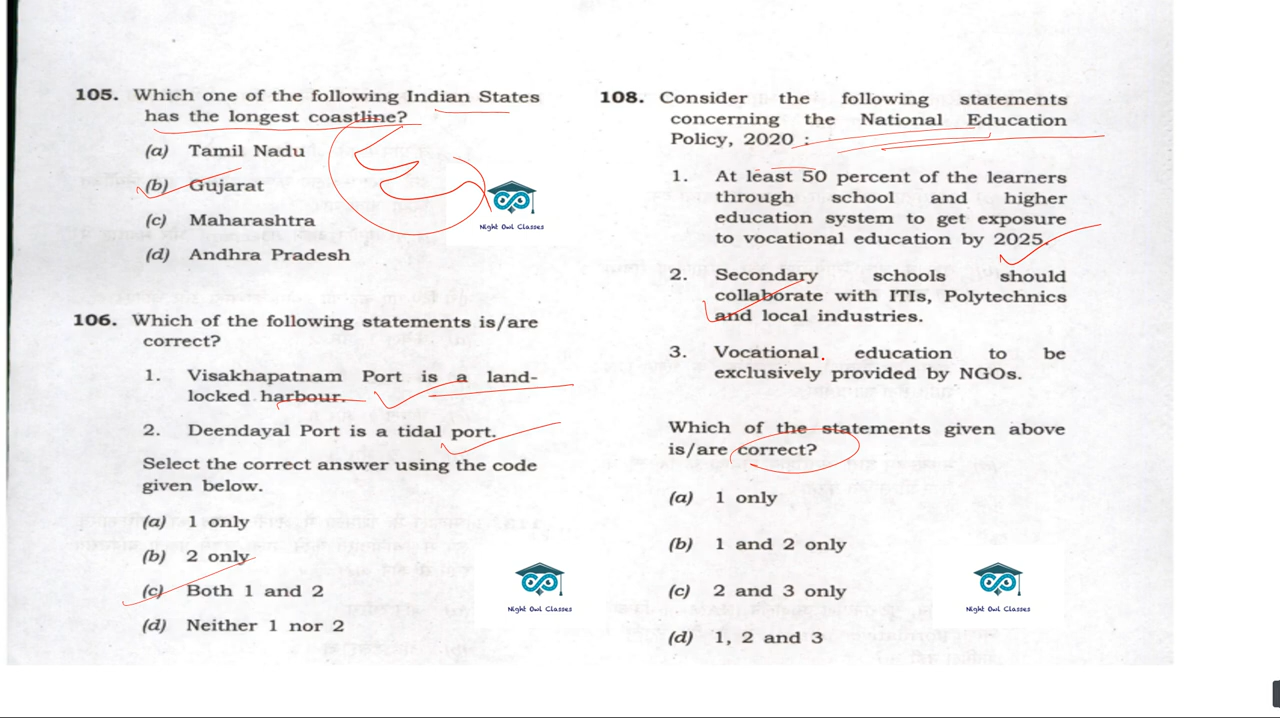 105. Which one of the following Indian States
has the longest coastline?
(a) Tamil Nadu
(b) Gujarat
(c) Maharashtra
(d) Andhra Pradesh
Night Owl Classes
106. Which of the following statements is/are
correct?
1. Visakhapatnam Port is a land-
locked harbour.
2. Deendayal Port is a tidal port.
Select the correct answer using the code
given below.
(a) 1 only
(b) 2 only
(c) Both 1 and 2
(d) Neither 1 nor 2
Night Owl Classes
108. Consider the following statements
concerning the National Education
Policy, 2020 :
1. At least 50 percent of the learners
through school and higher
education system to get exposure
to vocational education by 2025.
2. Secondary schools should
collaborate with ITIs, Polytechnics
and local industries.
3. Vocational education to be
exclusively provided by NGOs.
Which of the statements given above
is/are correct?
(a) 1 only
(b) 1 and 2 only
(c) 2 and 3 only
(d) 1, 2 and 3
Night Owl Classes